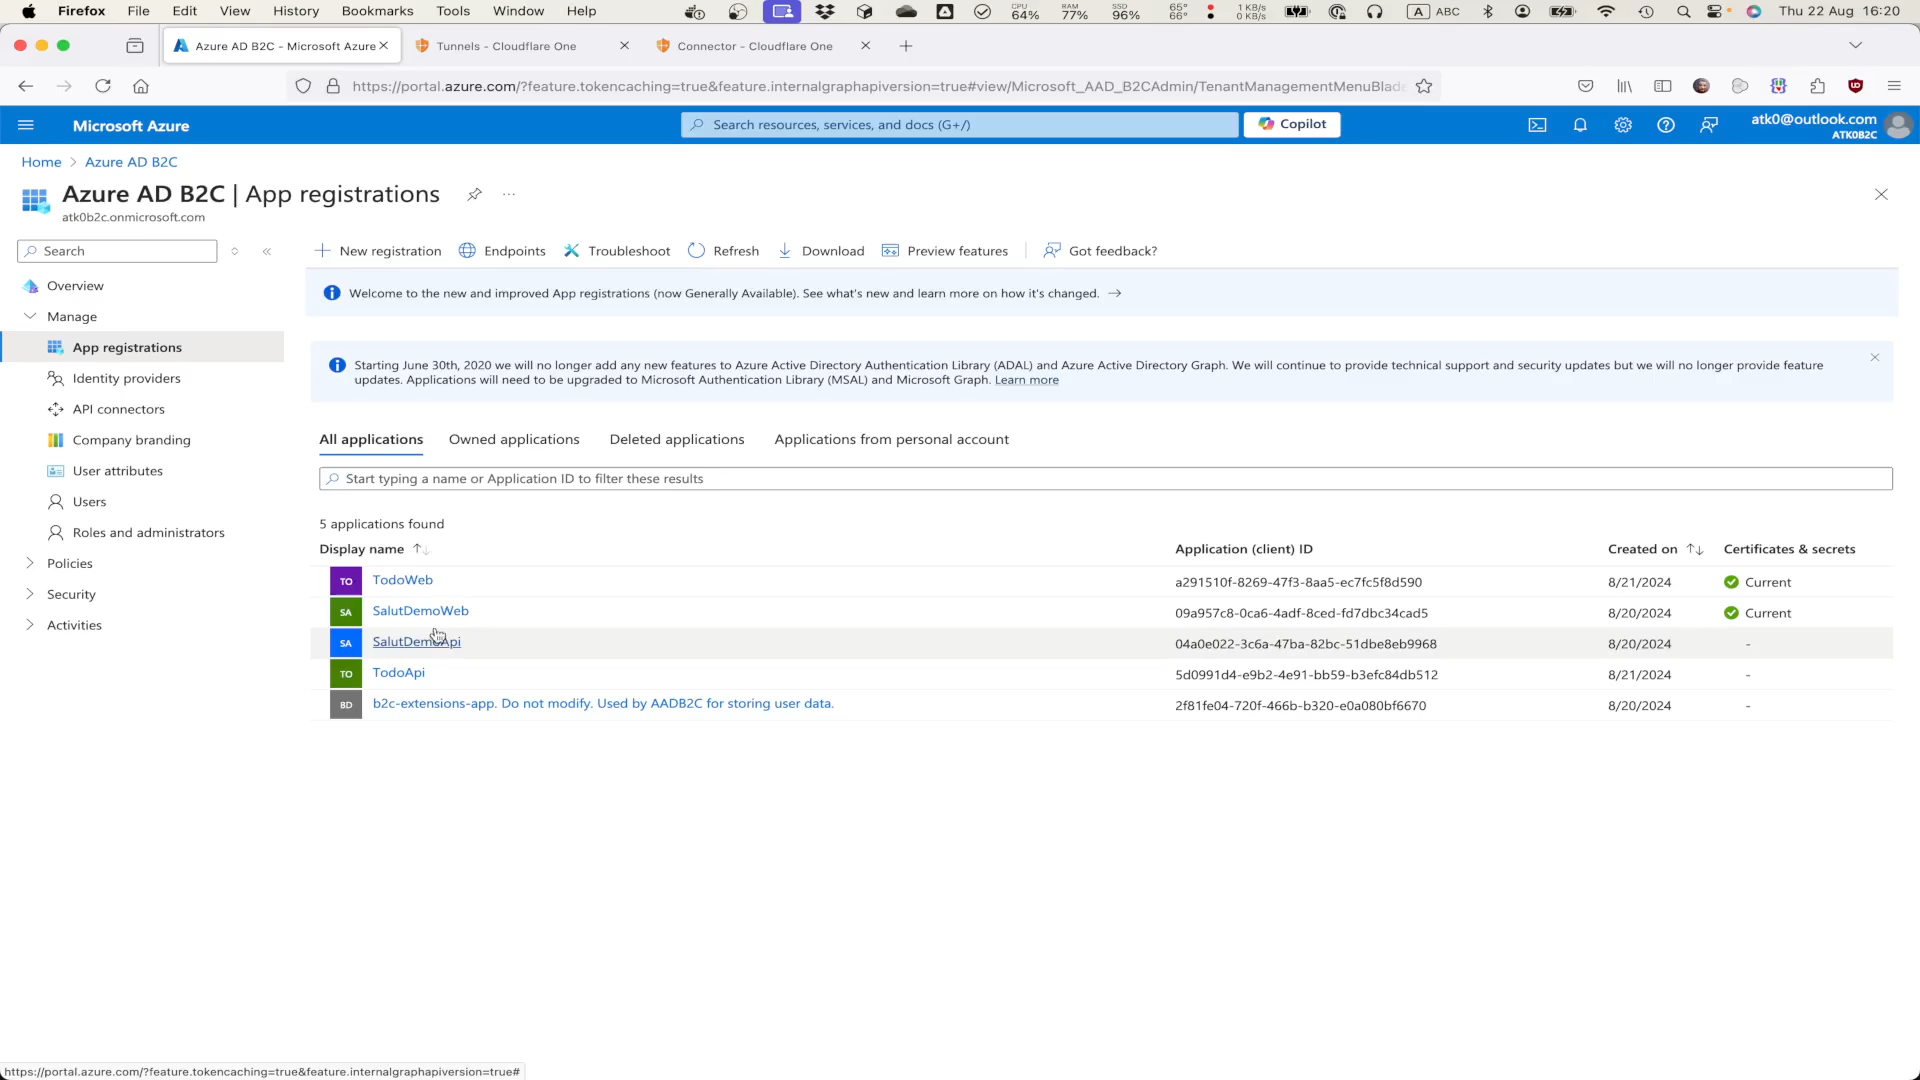 Firefox File Edit View History Bookmarks Tools Window Help CPU 64% RAM 77% SSD 96% 65° 66° 1 KB/s 0 KB/s A ABC Thu 22 Aug 16:20
Azure AD B2C - Microsoft Azure Tunnels - Cloudflare One Connector - Cloudflare One
https://portal.azure.com/?feature.tokencaching=true&feature.internalgraphapiversion=true#view/Microsoft_AAD_B2CAdmin/TenantManagementMenuBlade
Microsoft Azure Search resources, services, and docs (G+/) Copilot atk0@outlook.com
ATK0B2C
Home > Azure AD B2C
Azure AD B2C | App registrations
atk0b2c.onmicrosoft.com
Search
New registration Endpoints Troubleshoot Refresh Download Preview features Got feedback?
Overview
Manage
App registrations
Identity providers
API connectors
Company branding
User attributes
Users
Roles and administrators
Policies
Security
Activities
Welcome to the new and improved App registrations (now Generally Available). See what's new and learn more on how it's changed. →
Starting June 30th, 2020 we will no longer add any new features to Azure Active Directory Authentication Library (ADAL) and Azure Active Directory Graph. We will continue to provide technical support and security updates but we will no longer provide feature
updates. Applications will need to be upgraded to Microsoft Authentication Library (MSAL) and Microsoft Graph. Learn more
All applications Owned applications Deleted applications Applications from personal account
Start typing a name or Application ID to filter these results
5 applications found
Display name Application (client) ID Created on Certificates & secrets
TO TodoWeb a291510f-8269-47f3-8aa5-ec7fc5f8d590 8/21/2024 Current
SA SalutDemoWeb 09a957c8-0ca6-4adf-8ced-fd7dbc34cad5 8/20/2024 Current
SA SalutDemoApi 04a0e022-3c6a-47ba-82bc-51dbe8eb9968 8/20/2024 -
TO TodoApi 5d0991d4-e9b2-4e91-bb59-b3efc84db512 8/21/2024 -
BD b2c-extensions-app. Do not modify. Used by AADB2C for storing user data. 2f81fe04-720f-466b-b320-e0a080bf6670 8/20/2024 -
https://portal.azure.com/?feature.tokencaching=true&feature.internalgraphapiversion=true#